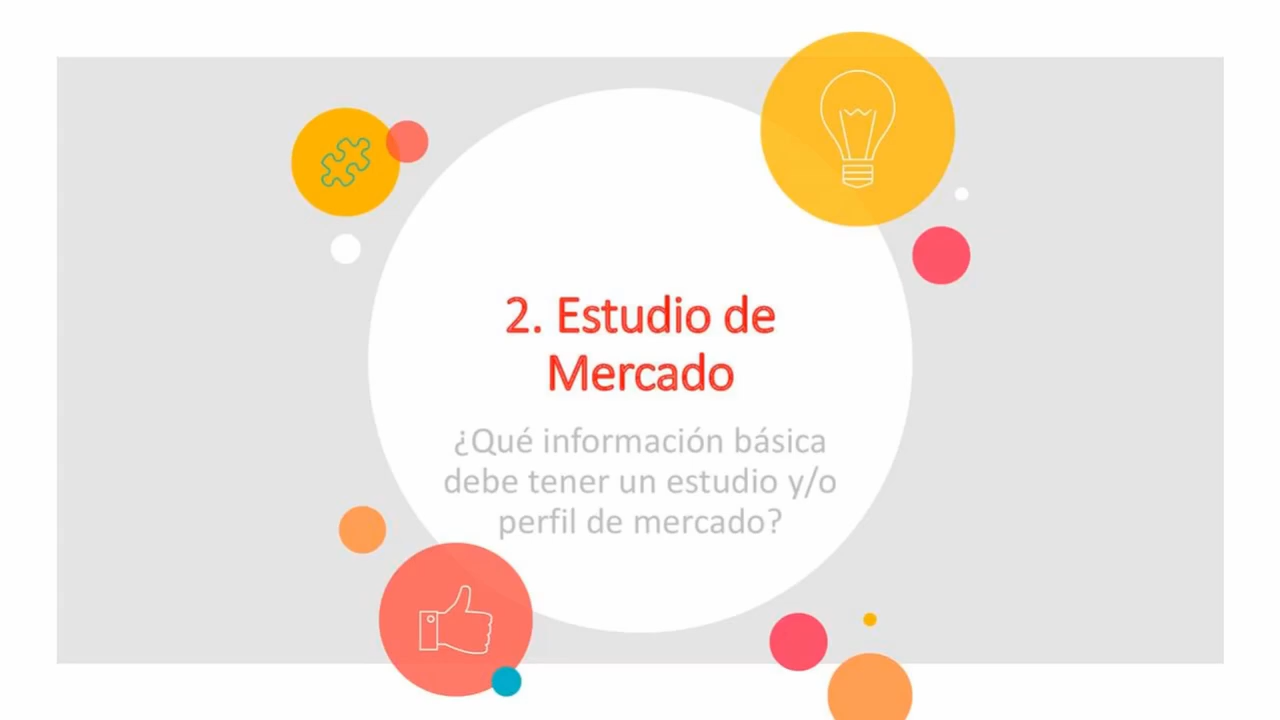 2. Estudio de
Mercado
¿Qué información básica
debe tener un estudio y/o
perfil de mercado?